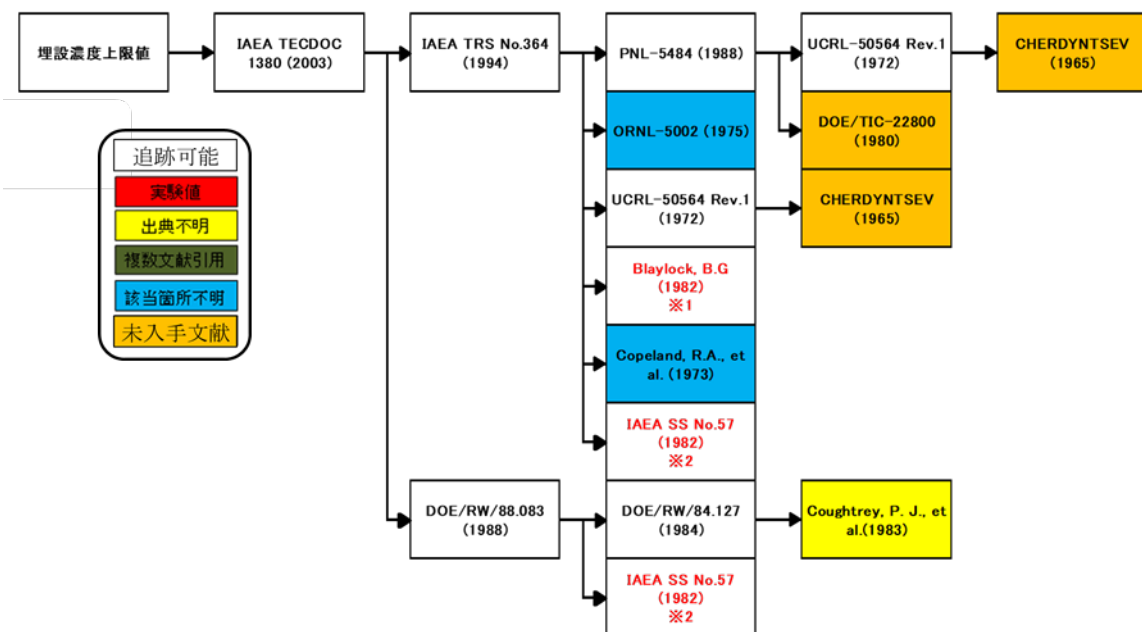 埋設濃度上限値
IAEA TECDOC
1380 (2003)
IAEA TRS No.364
(1994)
PNL-5484 (1988)
UCRL-50564 Rev.1
(1972)
CHERDYNTSEV
(1965)
ORNL-5002 (1975)
DOE/TIC-22800
(1980)
UCRL-50564 Rev.1
(1972)
CHERDYNTSEV
(1965)
Blaylock, B.G
(1982)
※1
Copeland, R.A., et
al. (1973)
IAEA SS No.57
(1982)
※2
DOE/RW/88.083
(1988)
DOE/RW/84.127
(1984)
Coughtrey, P. J., et
al.(1983)
IAEA SS No.57
(1982)
※2
追跡可能
実験値
出典不明
複数文献引用
該当箇所不明
未入手文献